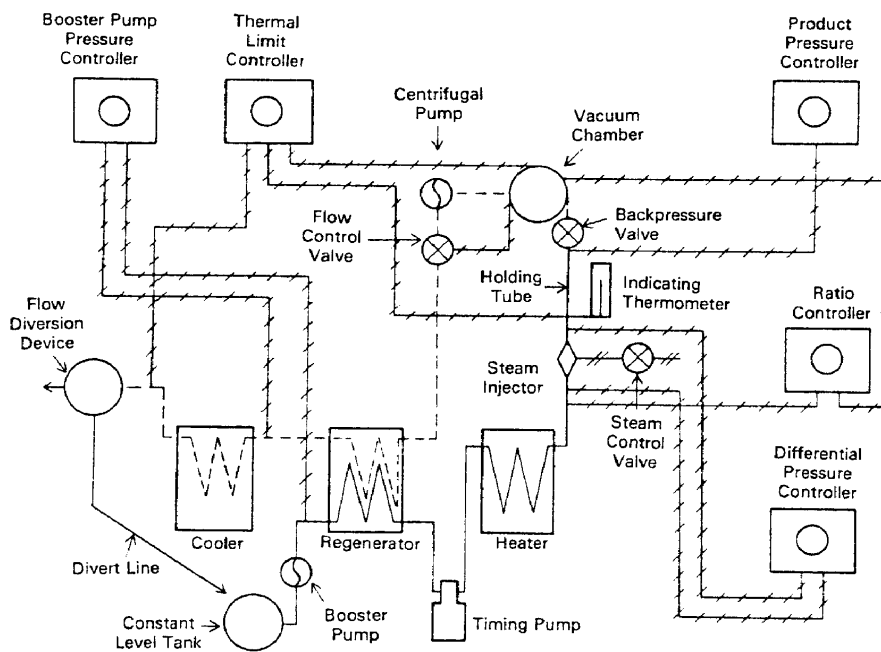 Booster Pump
Pressure
Controller
Thermal
Limit
Controller
Product
Pressure
Controller
Centrifugal
Pump
Vacuum
Chamber
Flow
Control
Valve
Backpressure
Valve
Holding
Tube
Indicating
Thermometer
Flow
Diversion
Device
Ratio
Controller
Steam
Injector
Steam
Control
Valve
Differential
Pressure
Controller
Cooler
Regenerator
Heater
Divert Line
Constant
Level Tank
Booster
Pump
Timing Pump